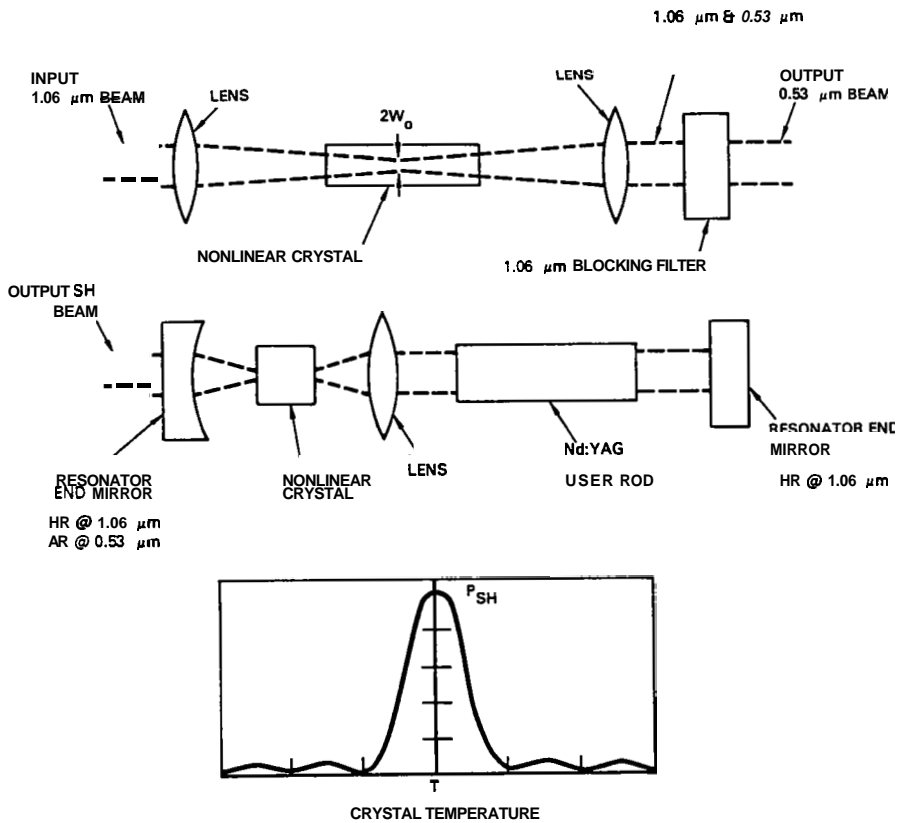 1.06 μm & 0.53 μm
INPUT
1.06 μm BEAM
LENS
2Wo
LENS
OUTPUT
0.53 μm BEAM
NONLINEAR CRYSTAL
1.06 μm BLOCKING FILTER
OUTPUT SH
BEAM
RESONATOR
END MIRROR
HR @ 1.06 μm
AR @ 0.53 μm
NONLINEAR
CRYSTAL
LENS
Nd:YAG
USER ROD
RESONATOR END
MIRROR
HR @ 1.06 μm
PSH
T
CRYSTAL TEMPERATURE